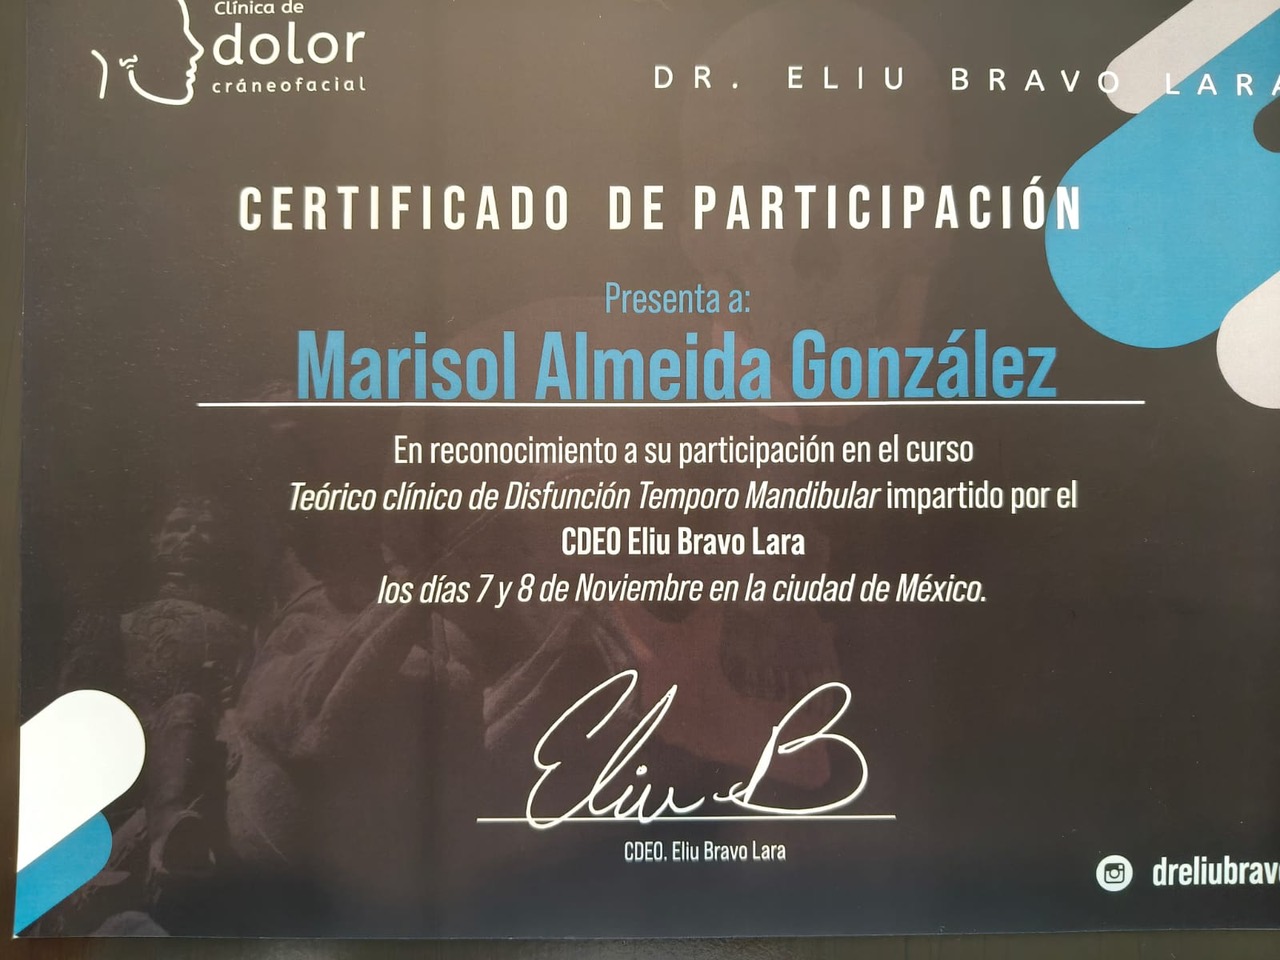 Clínica de
dolor
cráneofacial
DR. ELIU BRAVO LARA
CERTIFICADO DE PARTICIPACIÓN
Presenta a:
Marisol Almeida González
En reconocimiento a su participación en el curso
Teórico clínico de Disfunción Temporo Mandibular impartido por el
CDEO Eliu Bravo Lara
los días 7 y 8 de Noviembre en la ciudad de México.
Eliu B
CDEO. Eliu Bravo Lara
dreliubravo